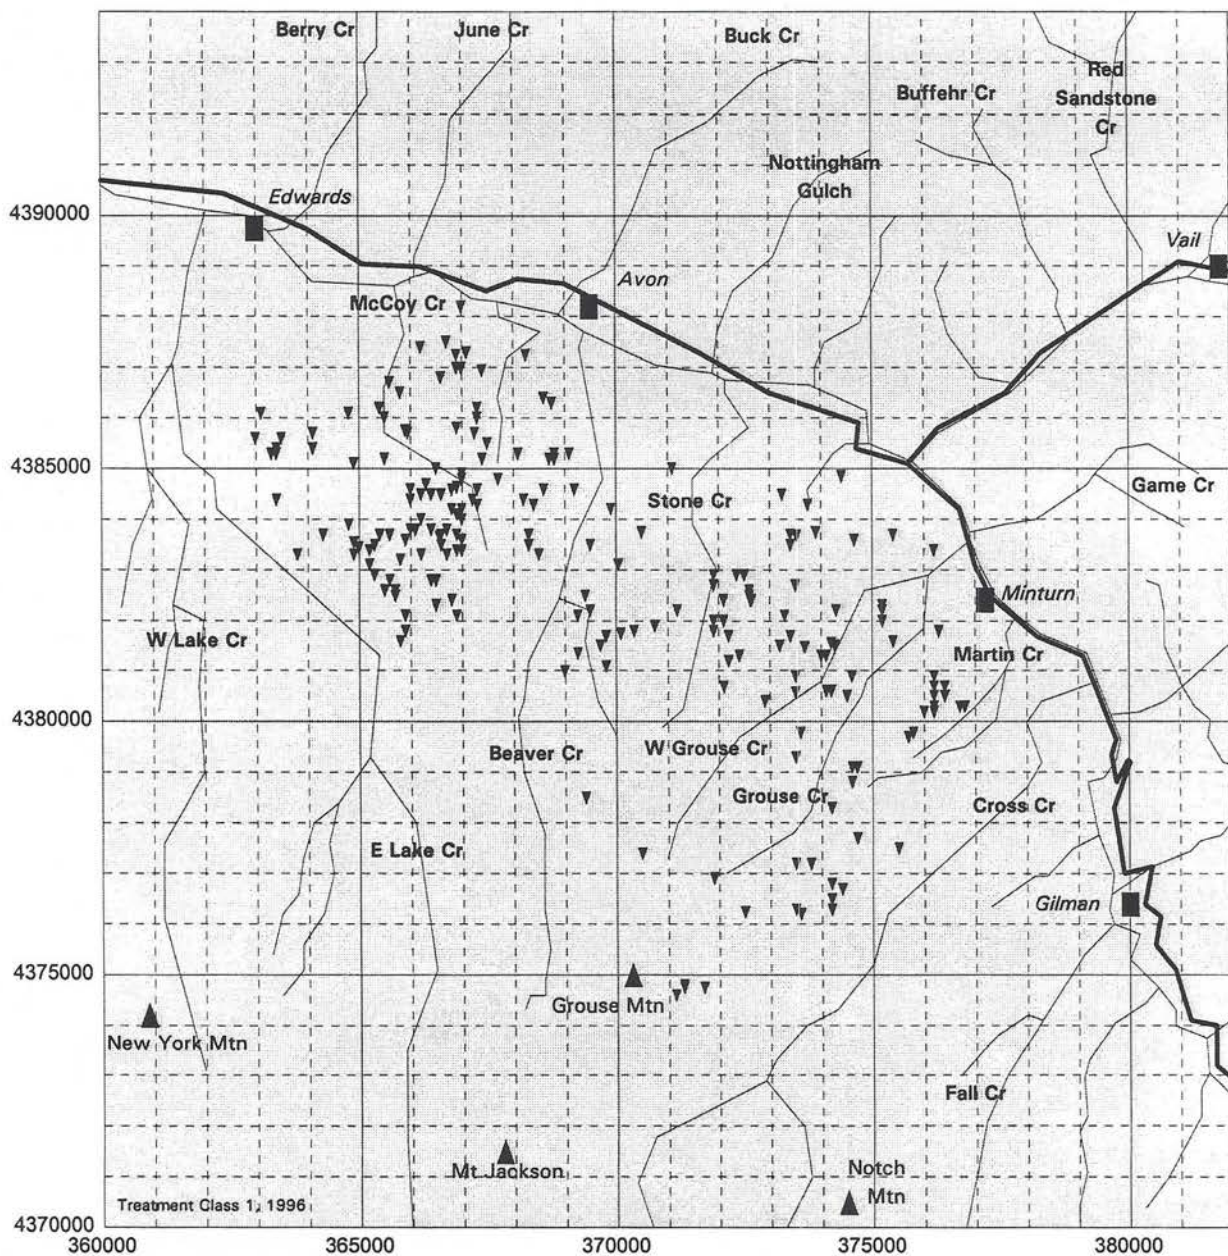 Berry Cr
June Cr
Buck Cr
Red
Sandstone
Cr
Buffehr Cr
Nottingham
Gulch
4390000
Edwards
Vail
Avon
McCoy Cr
4385000
Stone Cr
Game Cr
Minturn
W Lake Cr
Martin Cr
4380000
Beaver Cr
W Grouse Cr
Grouse Cr
Cross Cr
E Lake Cr
Gilman
4375000
Grouse Mtn
New York Mtn
Fall Cr
Mt Jackson
Notch
Mtn
Treatment Class 1, 1996
4370000
360000
365000
370000
375000
380000